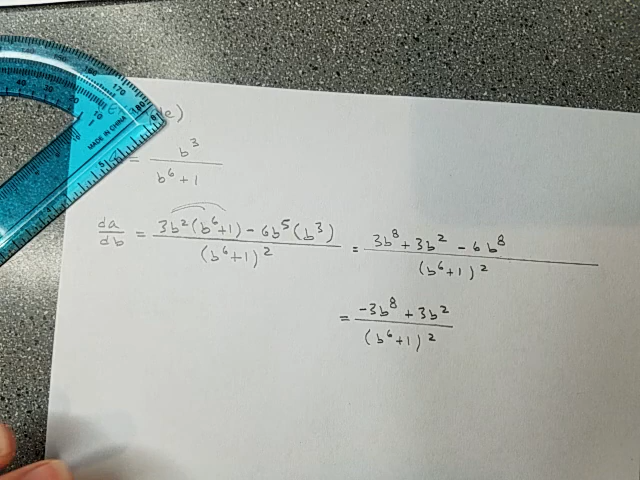 MADE IN CHINA
= b³ / (b⁶+1)
da/db = (3b²(b⁶+1) - 6b⁵(b³)) / (b⁶+1)² = (3b⁸+3b² - 6b⁸) / (b⁶+1)²
= (-3b⁸+3b²) / (b⁶+1)²